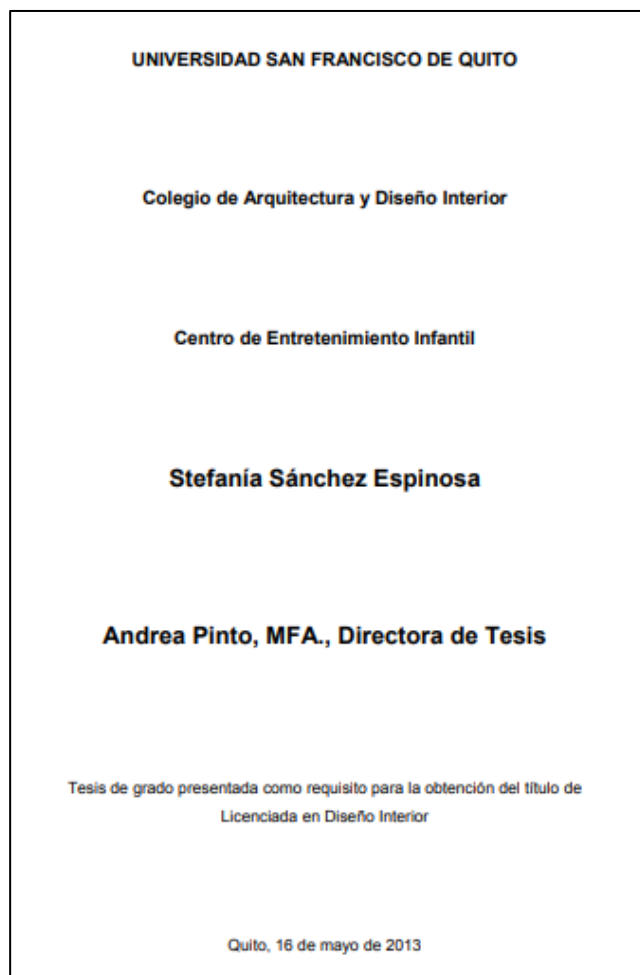 UNIVERSIDAD SAN FRANCISCO DE QUITO
Colegio de Arquitectura y Diseño Interior
Centro de Entretenimiento Infantil
Stefanía Sánchez Espinosa
Andrea Pinto, MFA., Directora de Tesis
Tesis de grado presentada como requisito para la obtención del título de
Licenciada en Diseño Interior
Quito, 16 de mayo de 2013